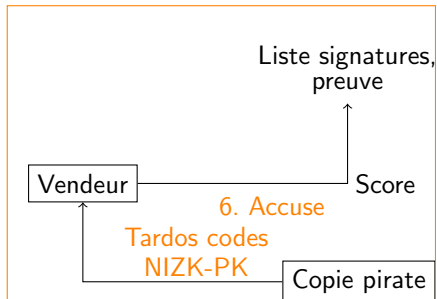 Liste signatures,
preuve
Vendeur
Score
6. Accuse
Tardos codes
NIZK-PK
Copie pirate